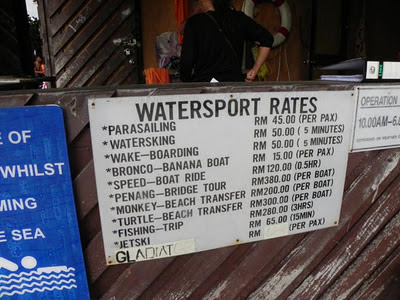 WATERSPORT RATES
*PARASAILING RM 45.00 (PER PAX)
*WATERSKING RM 50.00 (5 MINUTES)
*WAKE-BOARDING RM 50.00 (5 MINUTES)
*BRONCO-BANANA BOAT RM 15.00 (PER PAX)
*SPEED-BOAT RIDE RM120.00 (0.5HR)
*PENANG-BRIDGE TOUR RM380.00 (PER BOAT)
*MONKEY-BEACH TRANSFER RM200.00 (PER BOAT)
*TURTLE-BEACH TRANSFER RM300.00 (PER BOAT)
*FISHING-TRIP RM280.00 (3HRS)
*JETSKI RM 65.00 (15MIN)
GLADIAT RM (PER PAX)
E OF
WHILST
MING
E SEA
OPERATION
10.00AM-6.